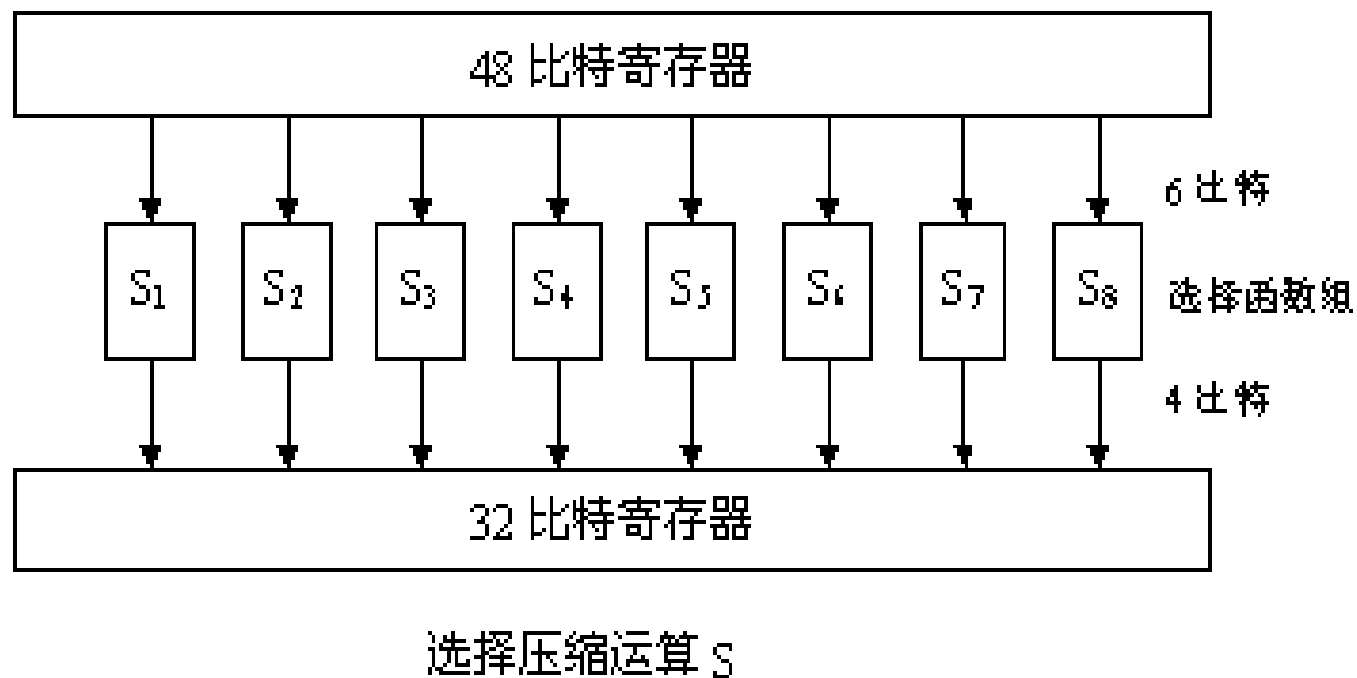 48 比特寄存器
6 比特
S1 S2 S3 S4 S5 S6 S7 S8 选择函数组
4 比特
32 比特寄存器
选择压缩运算 S